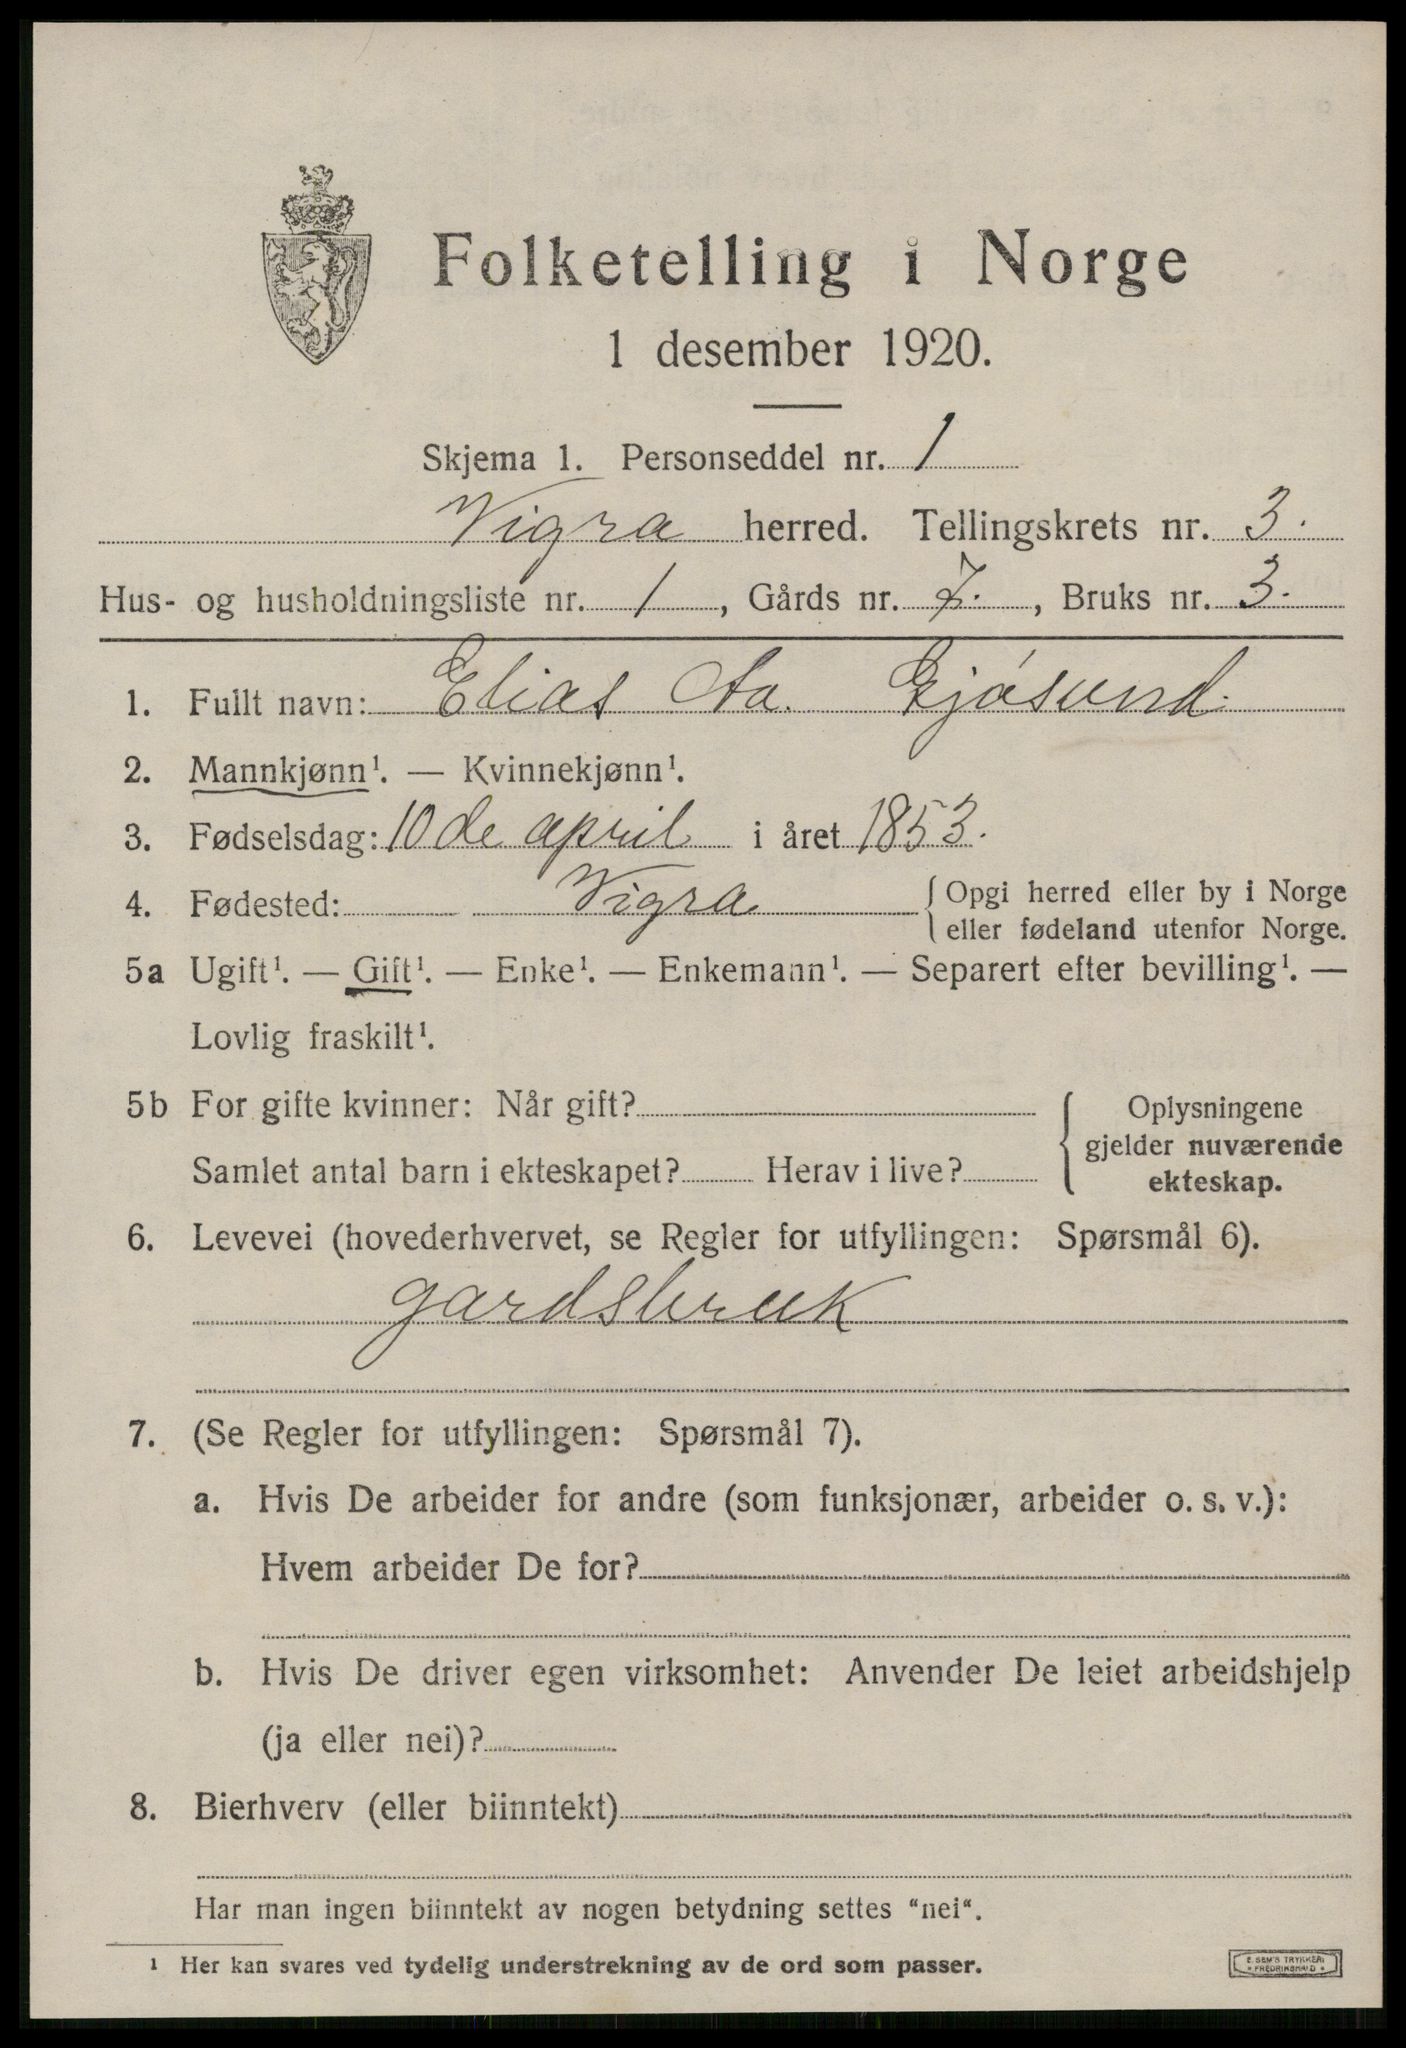 Folketelling i Norge
1 desember 1920.
Skjema 1. Personseddel nr. 1
Vigra herred. Tellingskrets nr. 3.
Hus- og husholdningsliste nr. 1, Gårds nr. 7., Bruks nr. 3.
1. Fullt navn: Elias Aa. Gjósund.
2. Mannkjønn¹. — Kvinnekjønn¹.
3. Fødselsdag: 10de april i året 1853.
4. Fødested: Vigra { Opgi herred eller by i Norge
eller fødeland utenfor Norge.
5a Ugift¹. — Gift¹. — Enke¹. — Enkemann¹. — Separert efter bevilling¹. —
Lovlig fraskilt¹.
5b For gifte kvinner: Når gift?
Samlet antal barn i ekteskapet? Herav i live?
Oplysningene
gjelder nuværende
ekteskap.
6. Levevei (hovederhvervet, se Regler for utfyllingen: Spørsmål 6).
gardsbruk
7. (Se Regler for utfyllingen: Spørsmål 7).
a. Hvis De arbeider for andre (som funksjonær, arbeider o. s. v.):
Hvem arbeider De for?
b. Hvis De driver egen virksomhet: Anvender De leiet arbeidshjelp
(ja eller nei)?
8. Bierhverv (eller biinntekt)
Har man ingen biinntekt av nogen betydning settes "nei".
¹ Her kan svares ved tydelig understrekning av de ord som passer.
E. SEM'S TRYKKERI
FREDRIKSHALD